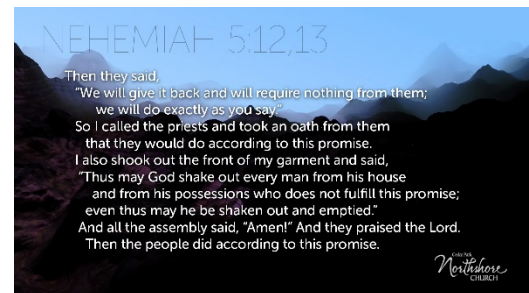 NEHEMIAH 5:12,13
Then they said,
“We will give it back and will require nothing from them;
we will do exactly as you say.”
So I called the priests and took an oath from them
that they would do according to this promise.
I also shook out the front of my garment and said,
“Thus may God shake out every man from his house
and from his possessions who does not fulfill this promise;
even thus may he be shaken out and emptied.”
And all the assembly said, “Amen!” And they praised the Lord.
Then the people did according to this promise.
Northshore
CHURCH